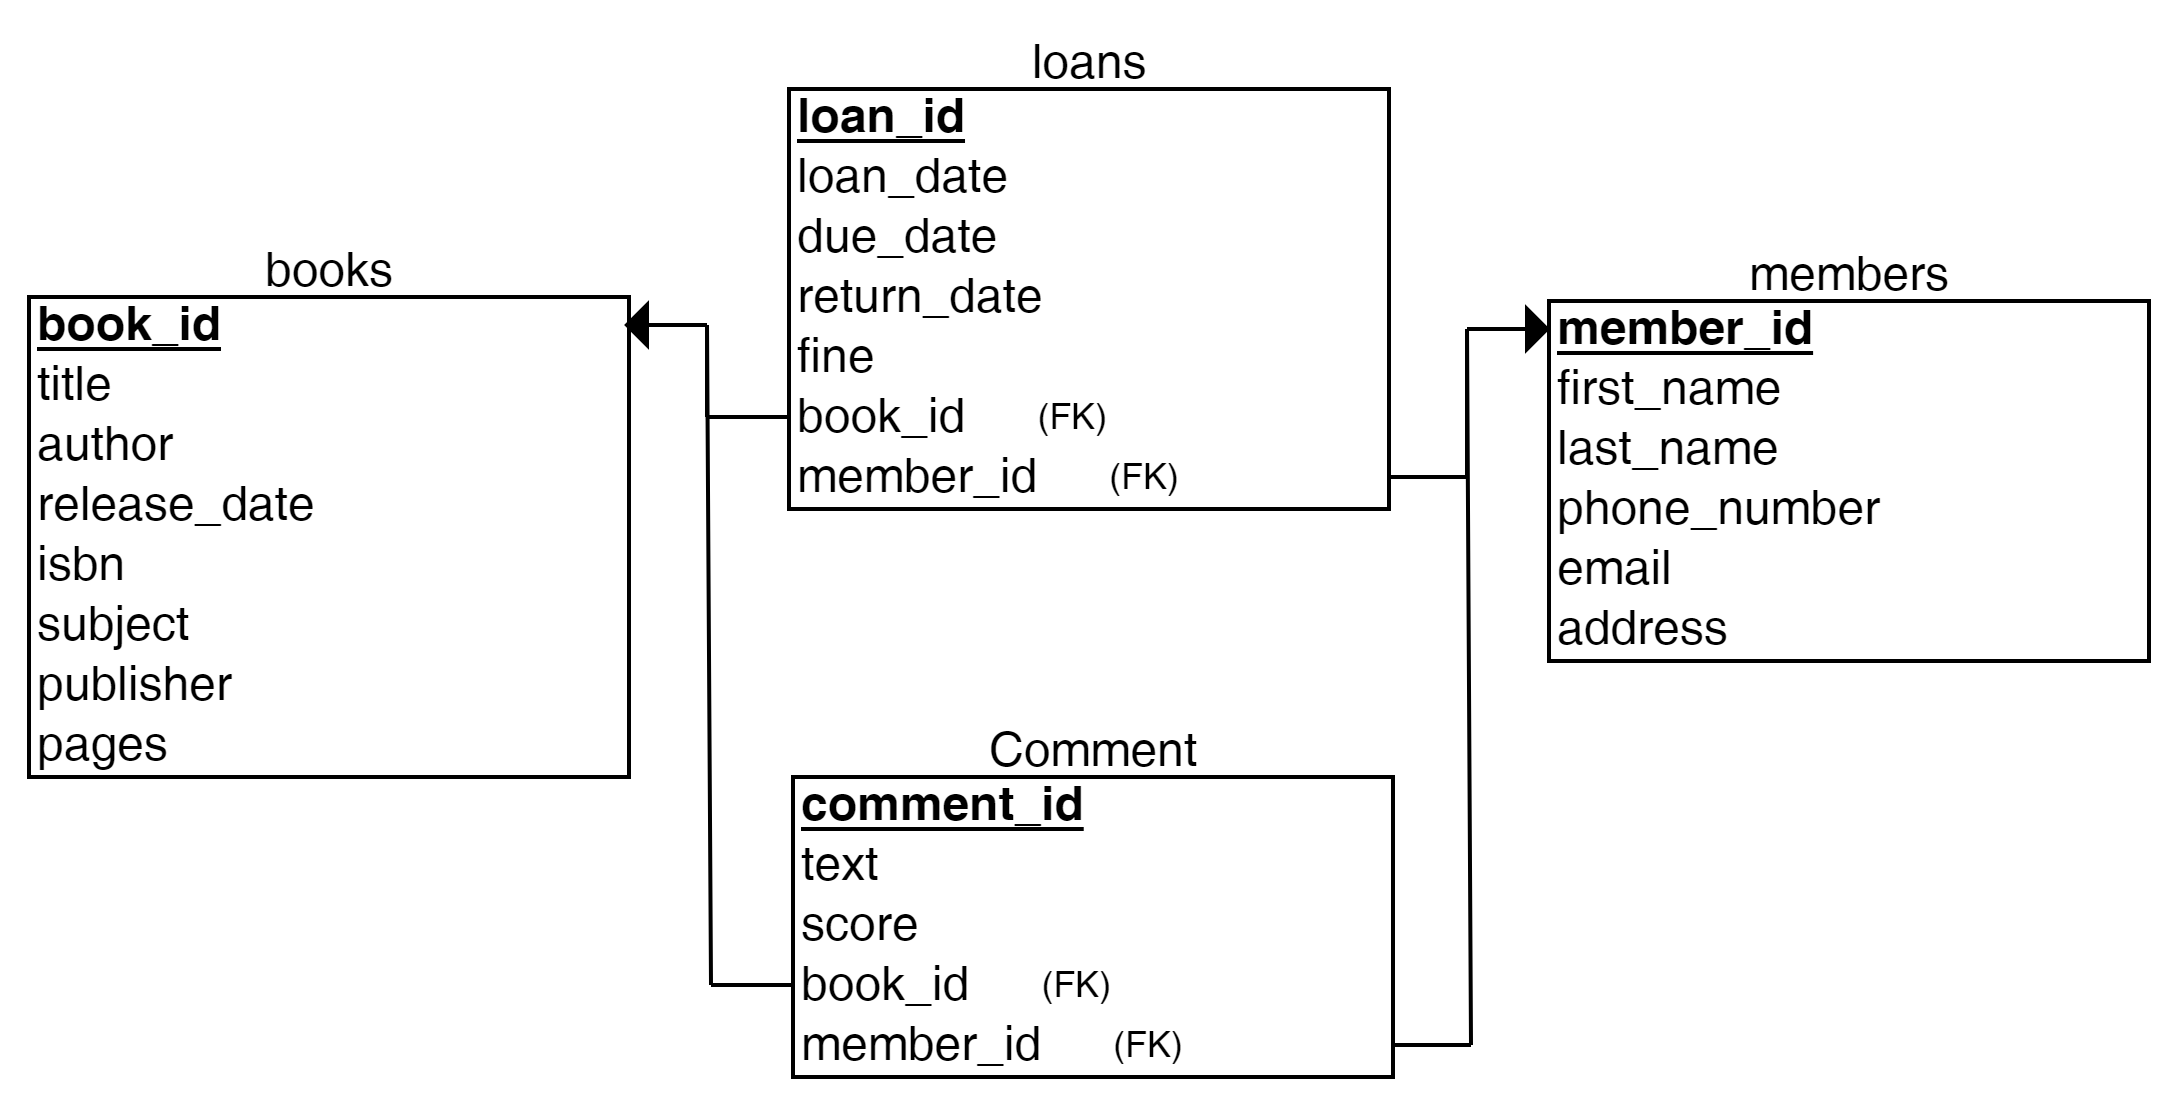 loans
loan_id
loan_date
due_date
return_date
fine
book_id (FK)
member_id (FK)
books
book_id
title
author
release_date
isbn
subject
publisher
pages
members
member_id
first_name
last_name
phone_number
email
address
Comment
comment_id
text
score
book_id (FK)
member_id (FK)